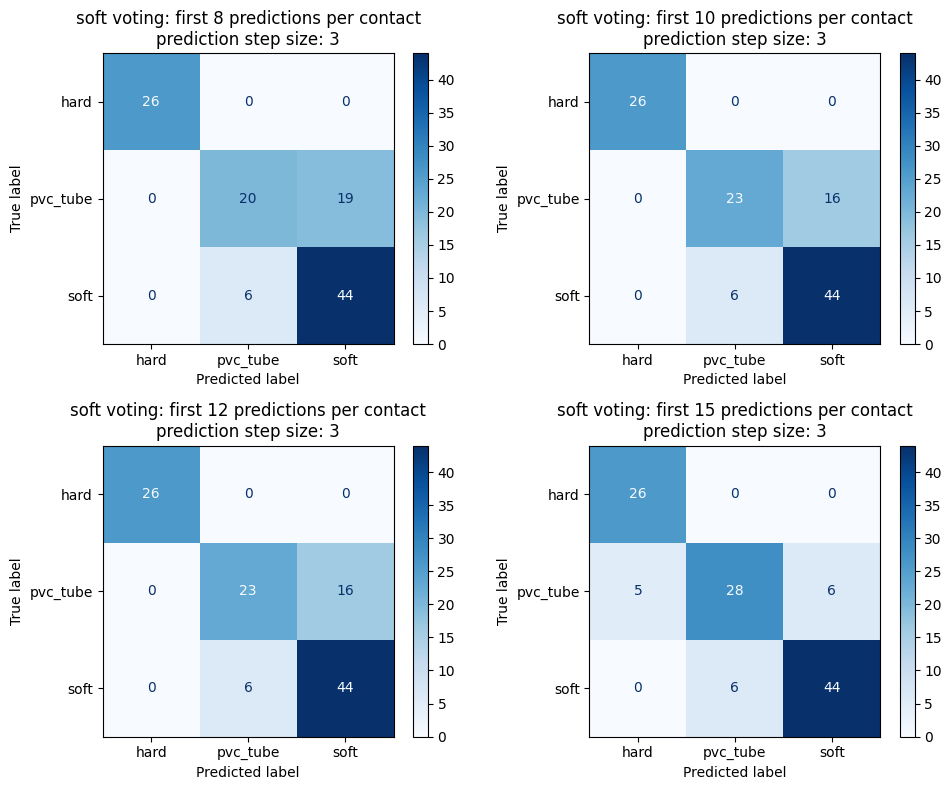 soft voting: first 8 predictions per contact
prediction step size: 3
hard
26
0
0
40
35
30
25
20
15
10
5
0
True label
pvc_tube
0
20
19
soft
0
6
44
hard
pvc_tube
soft
Predicted label
soft voting: first 10 predictions per contact
prediction step size: 3
hard
26
0
0
40
35
30
25
20
15
10
5
0
True label
pvc_tube
0
23
16
soft
0
6
44
hard
pvc_tube
soft
Predicted label
soft voting: first 12 predictions per contact
prediction step size: 3
hard
26
0
0
40
35
30
25
20
15
10
5
0
True label
pvc_tube
0
23
16
soft
0
6
44
hard
pvc_tube
soft
Predicted label
soft voting: first 15 predictions per contact
prediction step size: 3
hard
26
0
0
40
35
30
25
20
15
10
5
0
True label
pvc_tube
5
28
6
soft
0
6
44
hard
pvc_tube
soft
Predicted label